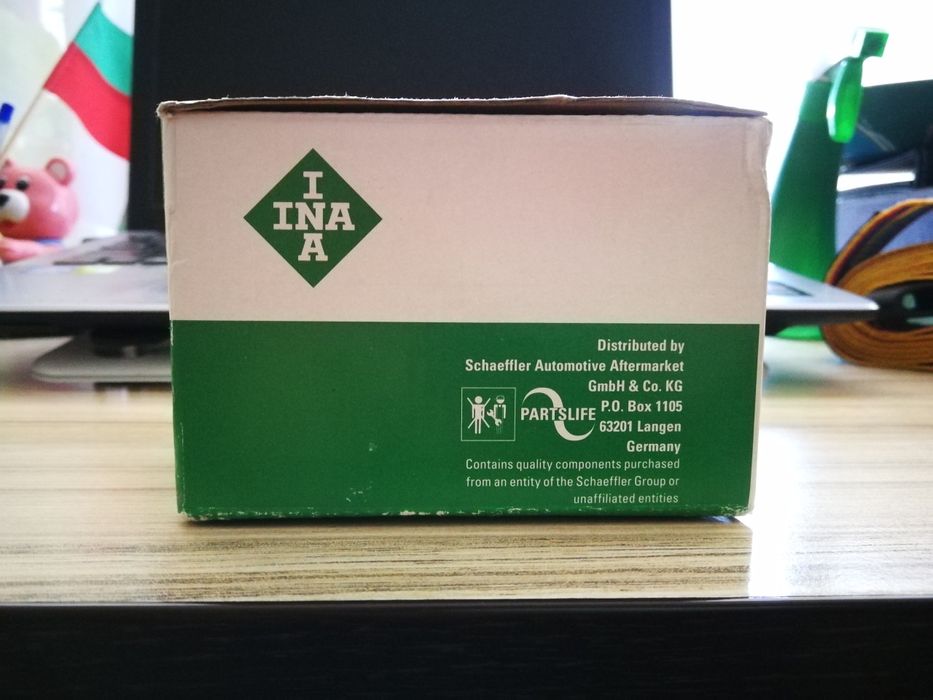 INA
INA
Distributed by
Schaeffler Automotive Aftermarket
GmbH & Co. KG
P.O. Box 1105
PARTSLIFE
63201 Langen
Germany
Contains quality components purchased
from an entity of the Schaeffler Group or
unaffiliated entities